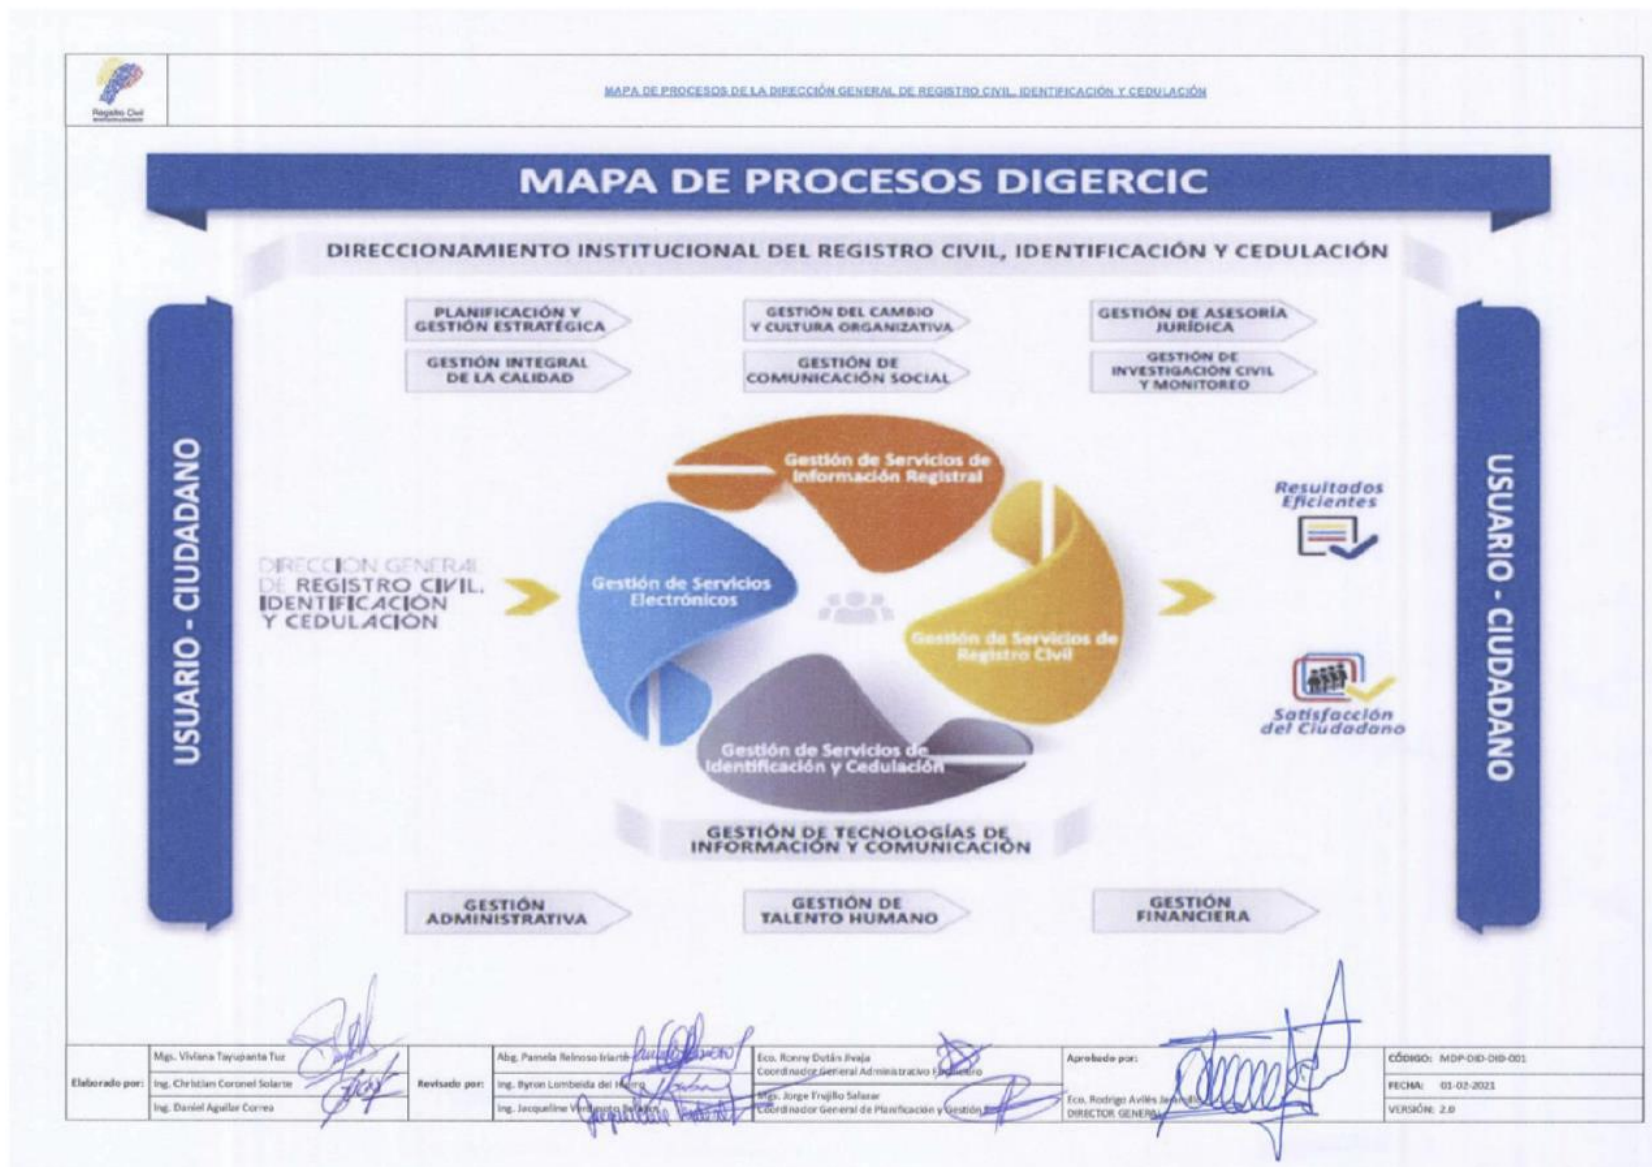 Registro Civil
MAPA DE PROCESOS DE LA DIRECCIÓN GENERAL DE REGISTRO CIVIL, IDENTIFICACIÓN Y CEDULACIÓN
MAPA DE PROCESOS DIGERCIC
DIRECCIONAMIENTO INSTITUCIONAL DEL REGISTRO CIVIL, IDENTIFICACIÓN Y CEDULACIÓN
PLANIFICACIÓN Y
GESTIÓN ESTRATÉGICA
GESTIÓN DEL CAMBIO
Y CULTURA ORGANIZATIVA
GESTIÓN DE ASESORÍA
JURÍDICA
GESTIÓN INTEGRAL
DE LA CALIDAD
GESTIÓN DE
COMUNICACIÓN SOCIAL
GESTIÓN DE
INVESTIGACIÓN CIVIL
Y MONITOREO
USUARIO - CIUDADANO
DIRECCIÓN GENERAL
DE REGISTRO CIVIL,
IDENTIFICACIÓN
Y CEDULACIÓN
Gestión de Servicios de
Información Registral
Gestión de Servicios
Electrónicos
Gestión de Servicios de
Registro Civil
Gestión de Servicios de
Identificación y Cedulación
Resultados
Eficientes
Satisfacción
del Ciudadano
USUARIO - CIUDADANO
GESTIÓN DE TECNOLOGÍAS DE
INFORMACIÓN Y COMUNICACIÓN
GESTIÓN
ADMINISTRATIVA
GESTIÓN DE
TALENTO HUMANO
GESTIÓN
FINANCIERA
Elaborado por:
Mgs. Viviana Tayupanta Tuz
Ing. Christian Coronel Solarte
Ing. Daniel Aguilar Correa
Revisado por:
Abg. Pamela Reinoso Iriarte
Ing. Byron Lombeida del
Ing. Jacqueline
Eco. Ronny Dután Jivaja
Coordinador General Administrativo Financiero
Mgs. Jorge Trujillo Salazar
Coordinador General de Planificación y Gestión
Aprobado por:
Eco. Rodrigo Avilés
DIRECTOR GENERAL
CÓDIGO: MDP-DID-DID-001
FECHA: 01-02-2021
VERSIÓN: 2.0